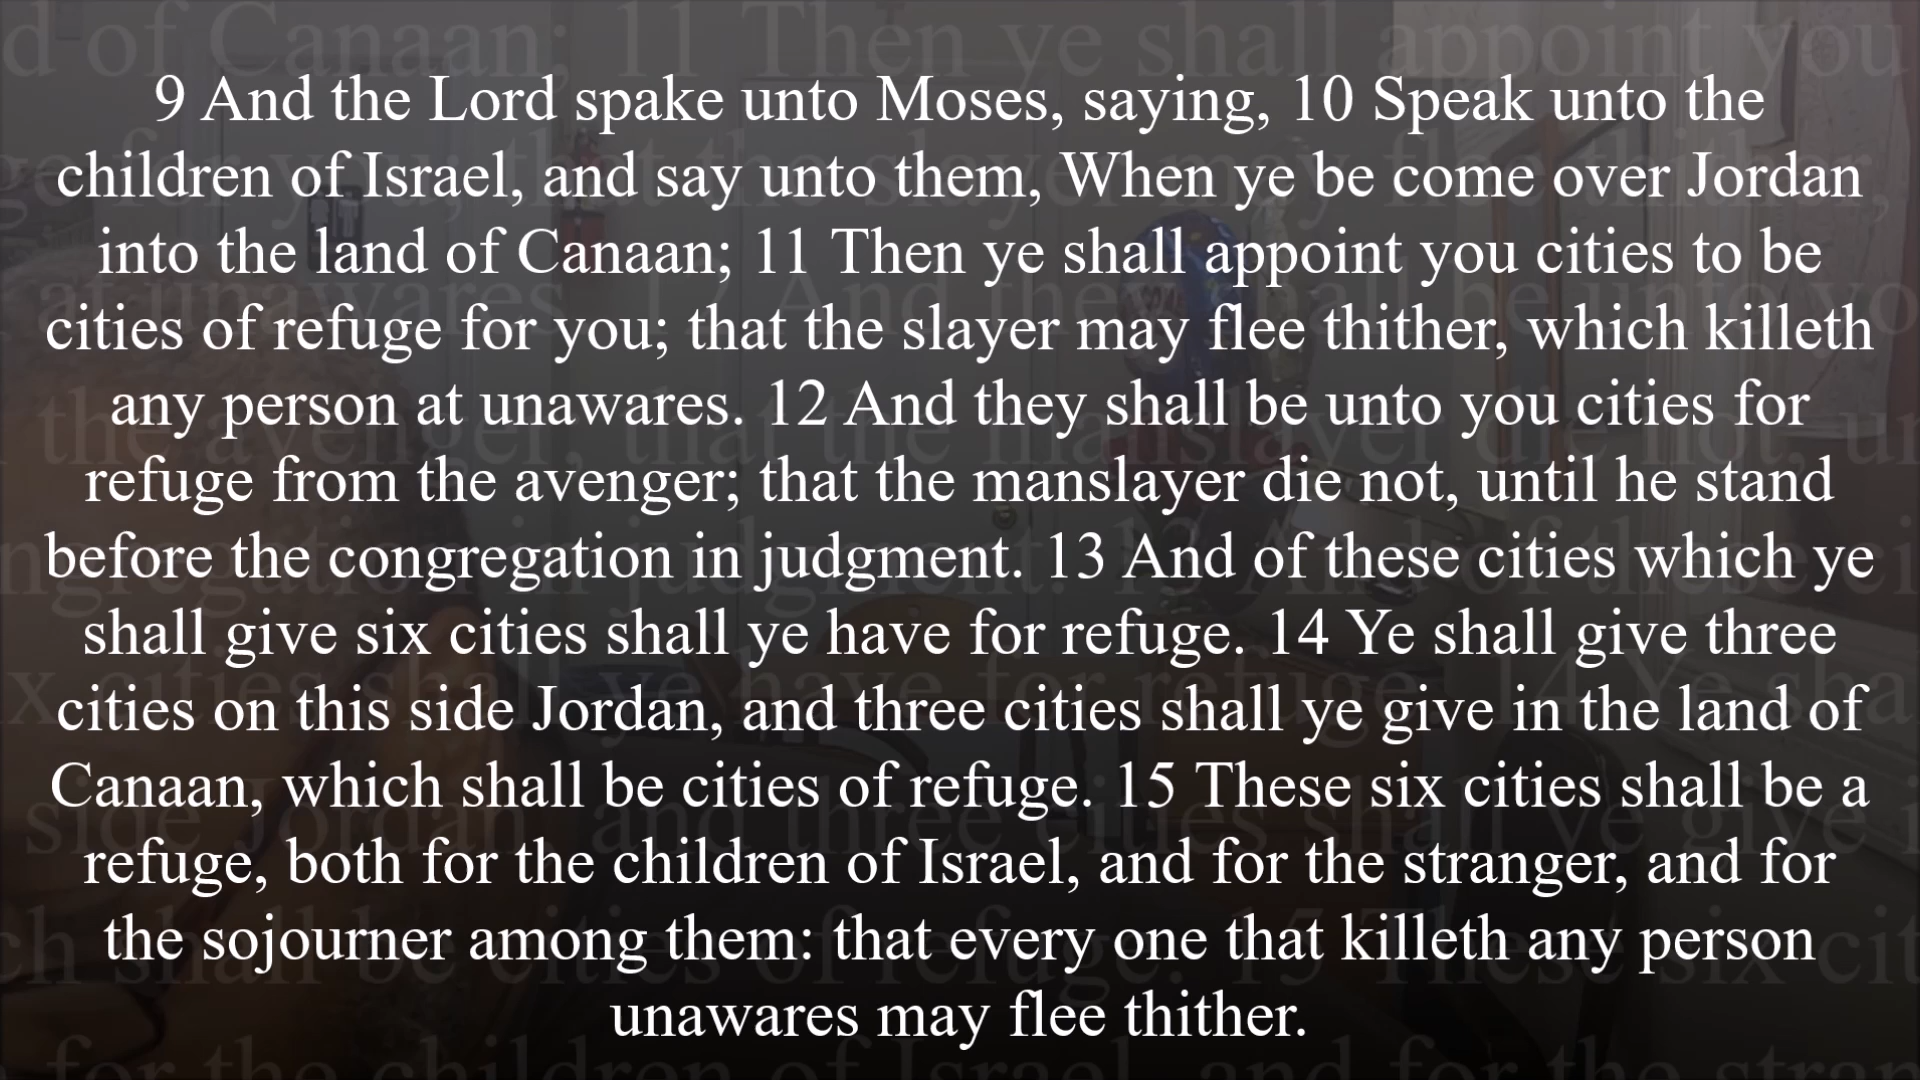 9 And the Lord spake unto Moses, saying, 10 Speak unto the
children of Israel, and say unto them, When ye be come over Jordan
into the land of Canaan; 11 Then ye shall appoint you cities to be
cities of refuge for you; that the slayer may flee thither, which killeth
any person at unawares. 12 And they shall be unto you cities for
refuge from the avenger; that the manslayer die not, until he stand
before the congregation in judgment. 13 And of these cities which ye
shall give six cities shall ye have for refuge. 14 Ye shall give three
cities on this side Jordan, and three cities shall ye give in the land of
Canaan, which shall be cities of refuge. 15 These six cities shall be a
refuge, both for the children of Israel, and for the stranger, and for
the sojourner among them: that every one that killeth any person
unawares may flee thither.